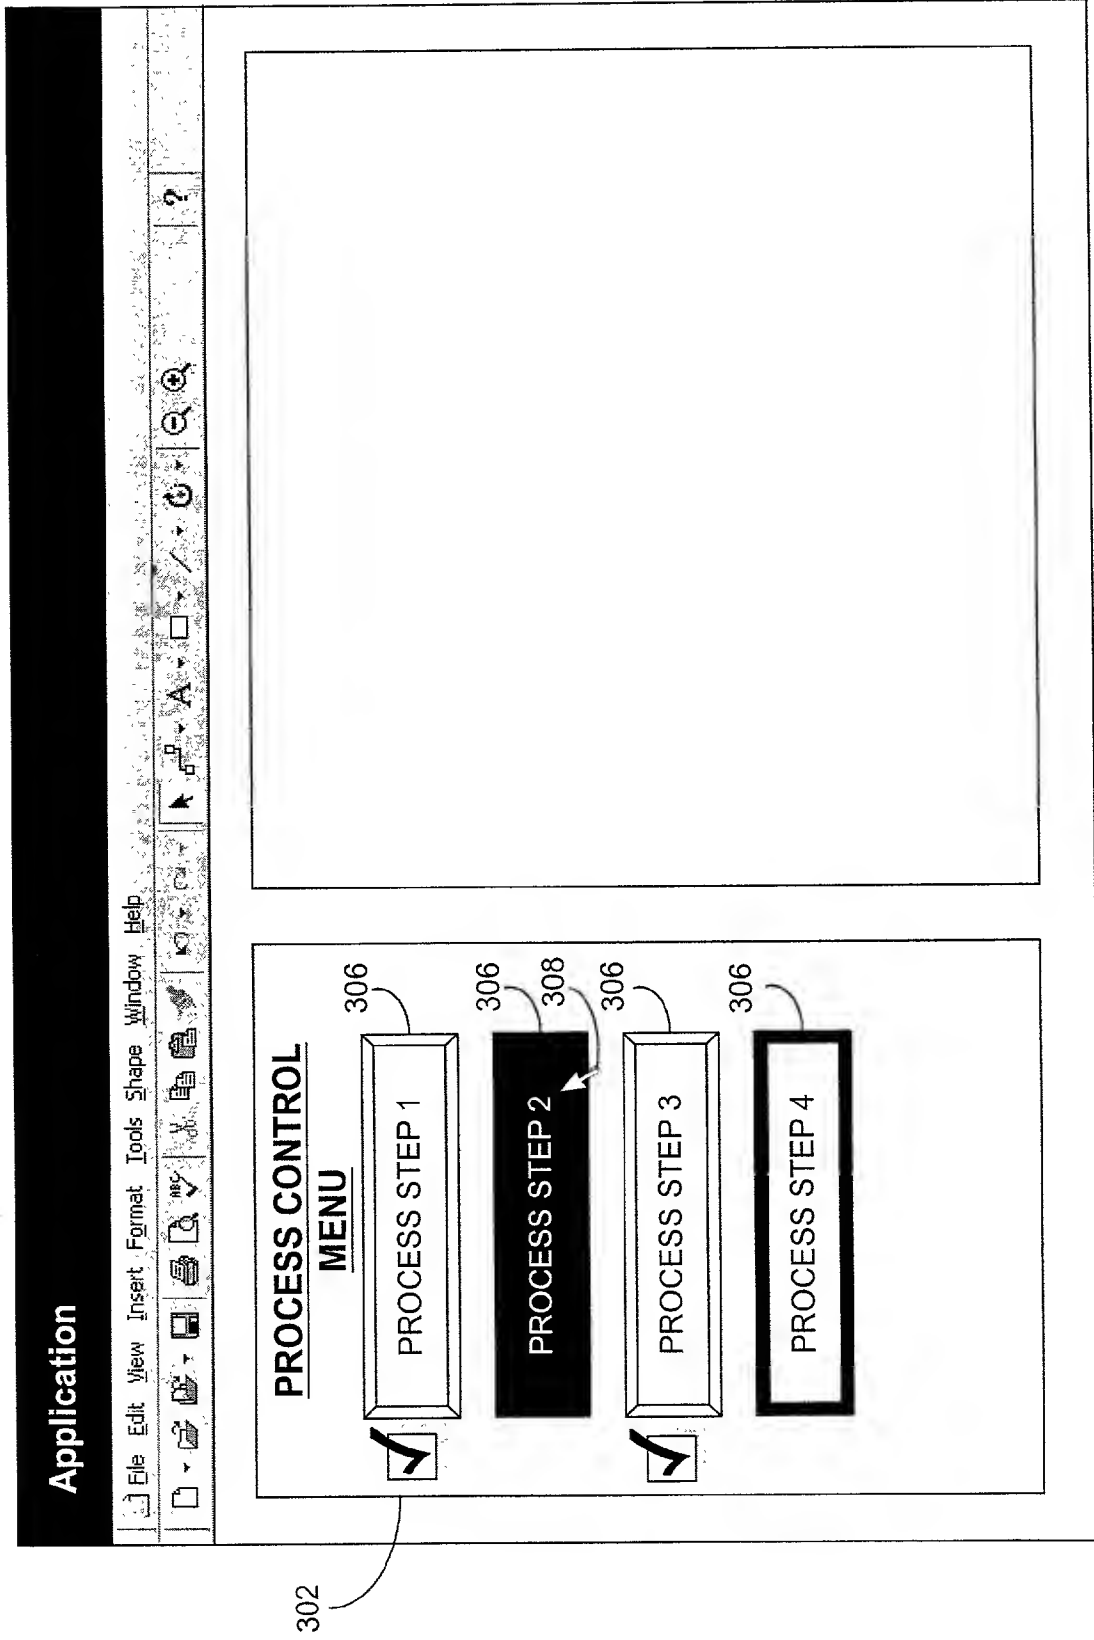 Application
File Edit View Insert Format Tools Shape Window Help
ABC
A
?
PROCESS CONTROL
MENU
PROCESS STEP 1
306
PROCESS STEP 2
306
308
PROCESS STEP 3
306
PROCESS STEP 4
306
302